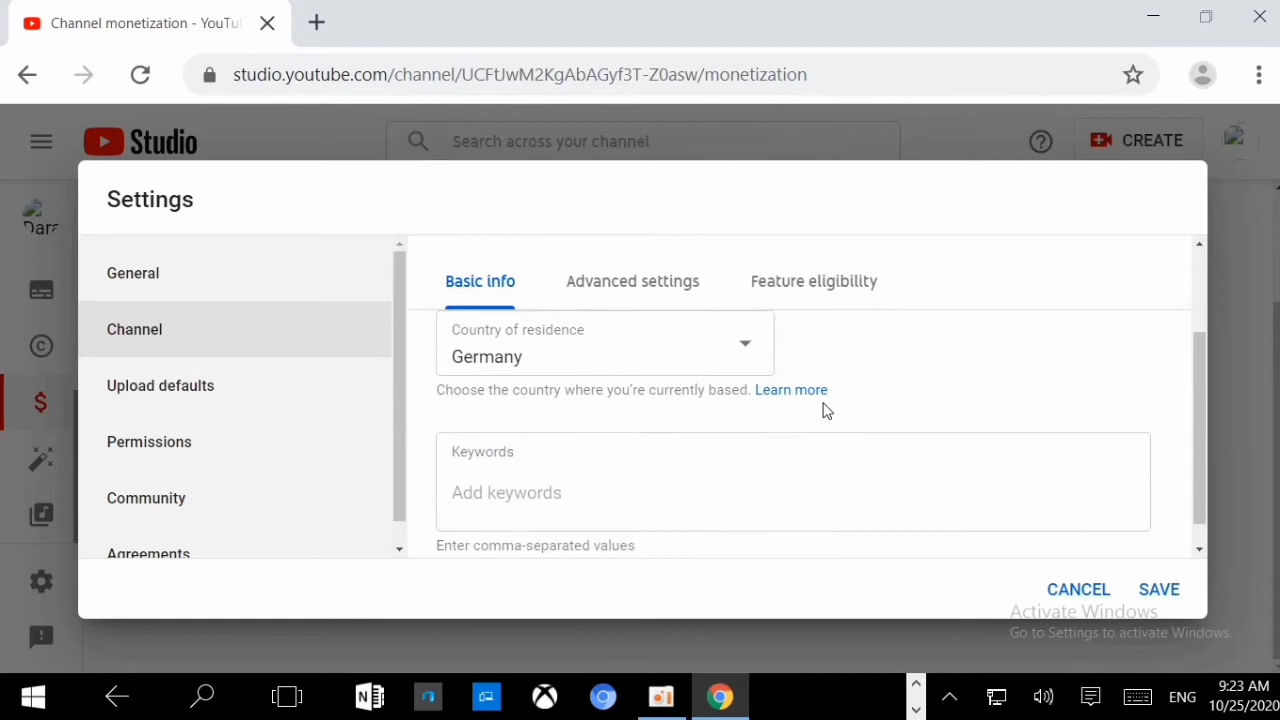 Channel monetization - YouTu
studio.youtube.com/channel/UCFtJwM2KgAbAGyf3T-Z0asw/monetization
Studio
Search across your channel
CREATE
Settings
Dara
General
Channel
Upload defaults
Permissions
Community
Agreements
Basic info
Advanced settings
Feature eligibility
Country of residence
Germany
Choose the country where you're currently based. Learn more
Keywords
Add keywords
Enter comma-separated values
CANCEL
SAVE
Activate Windows
Go to Settings to activate Windows.
ENG
9:23 AM
10/25/2020